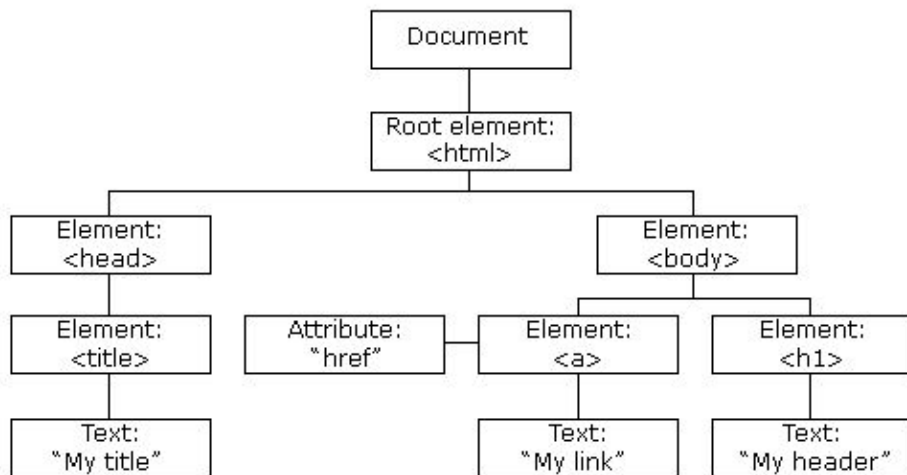 Document
Root element:
<html>
Element:
<head>
Element:
<body>
Element:
<title>
Attribute:
“href”
Element:
<a>
Element:
<h1>
Text:
“My title”
Text:
“My link”
Text:
“My header”